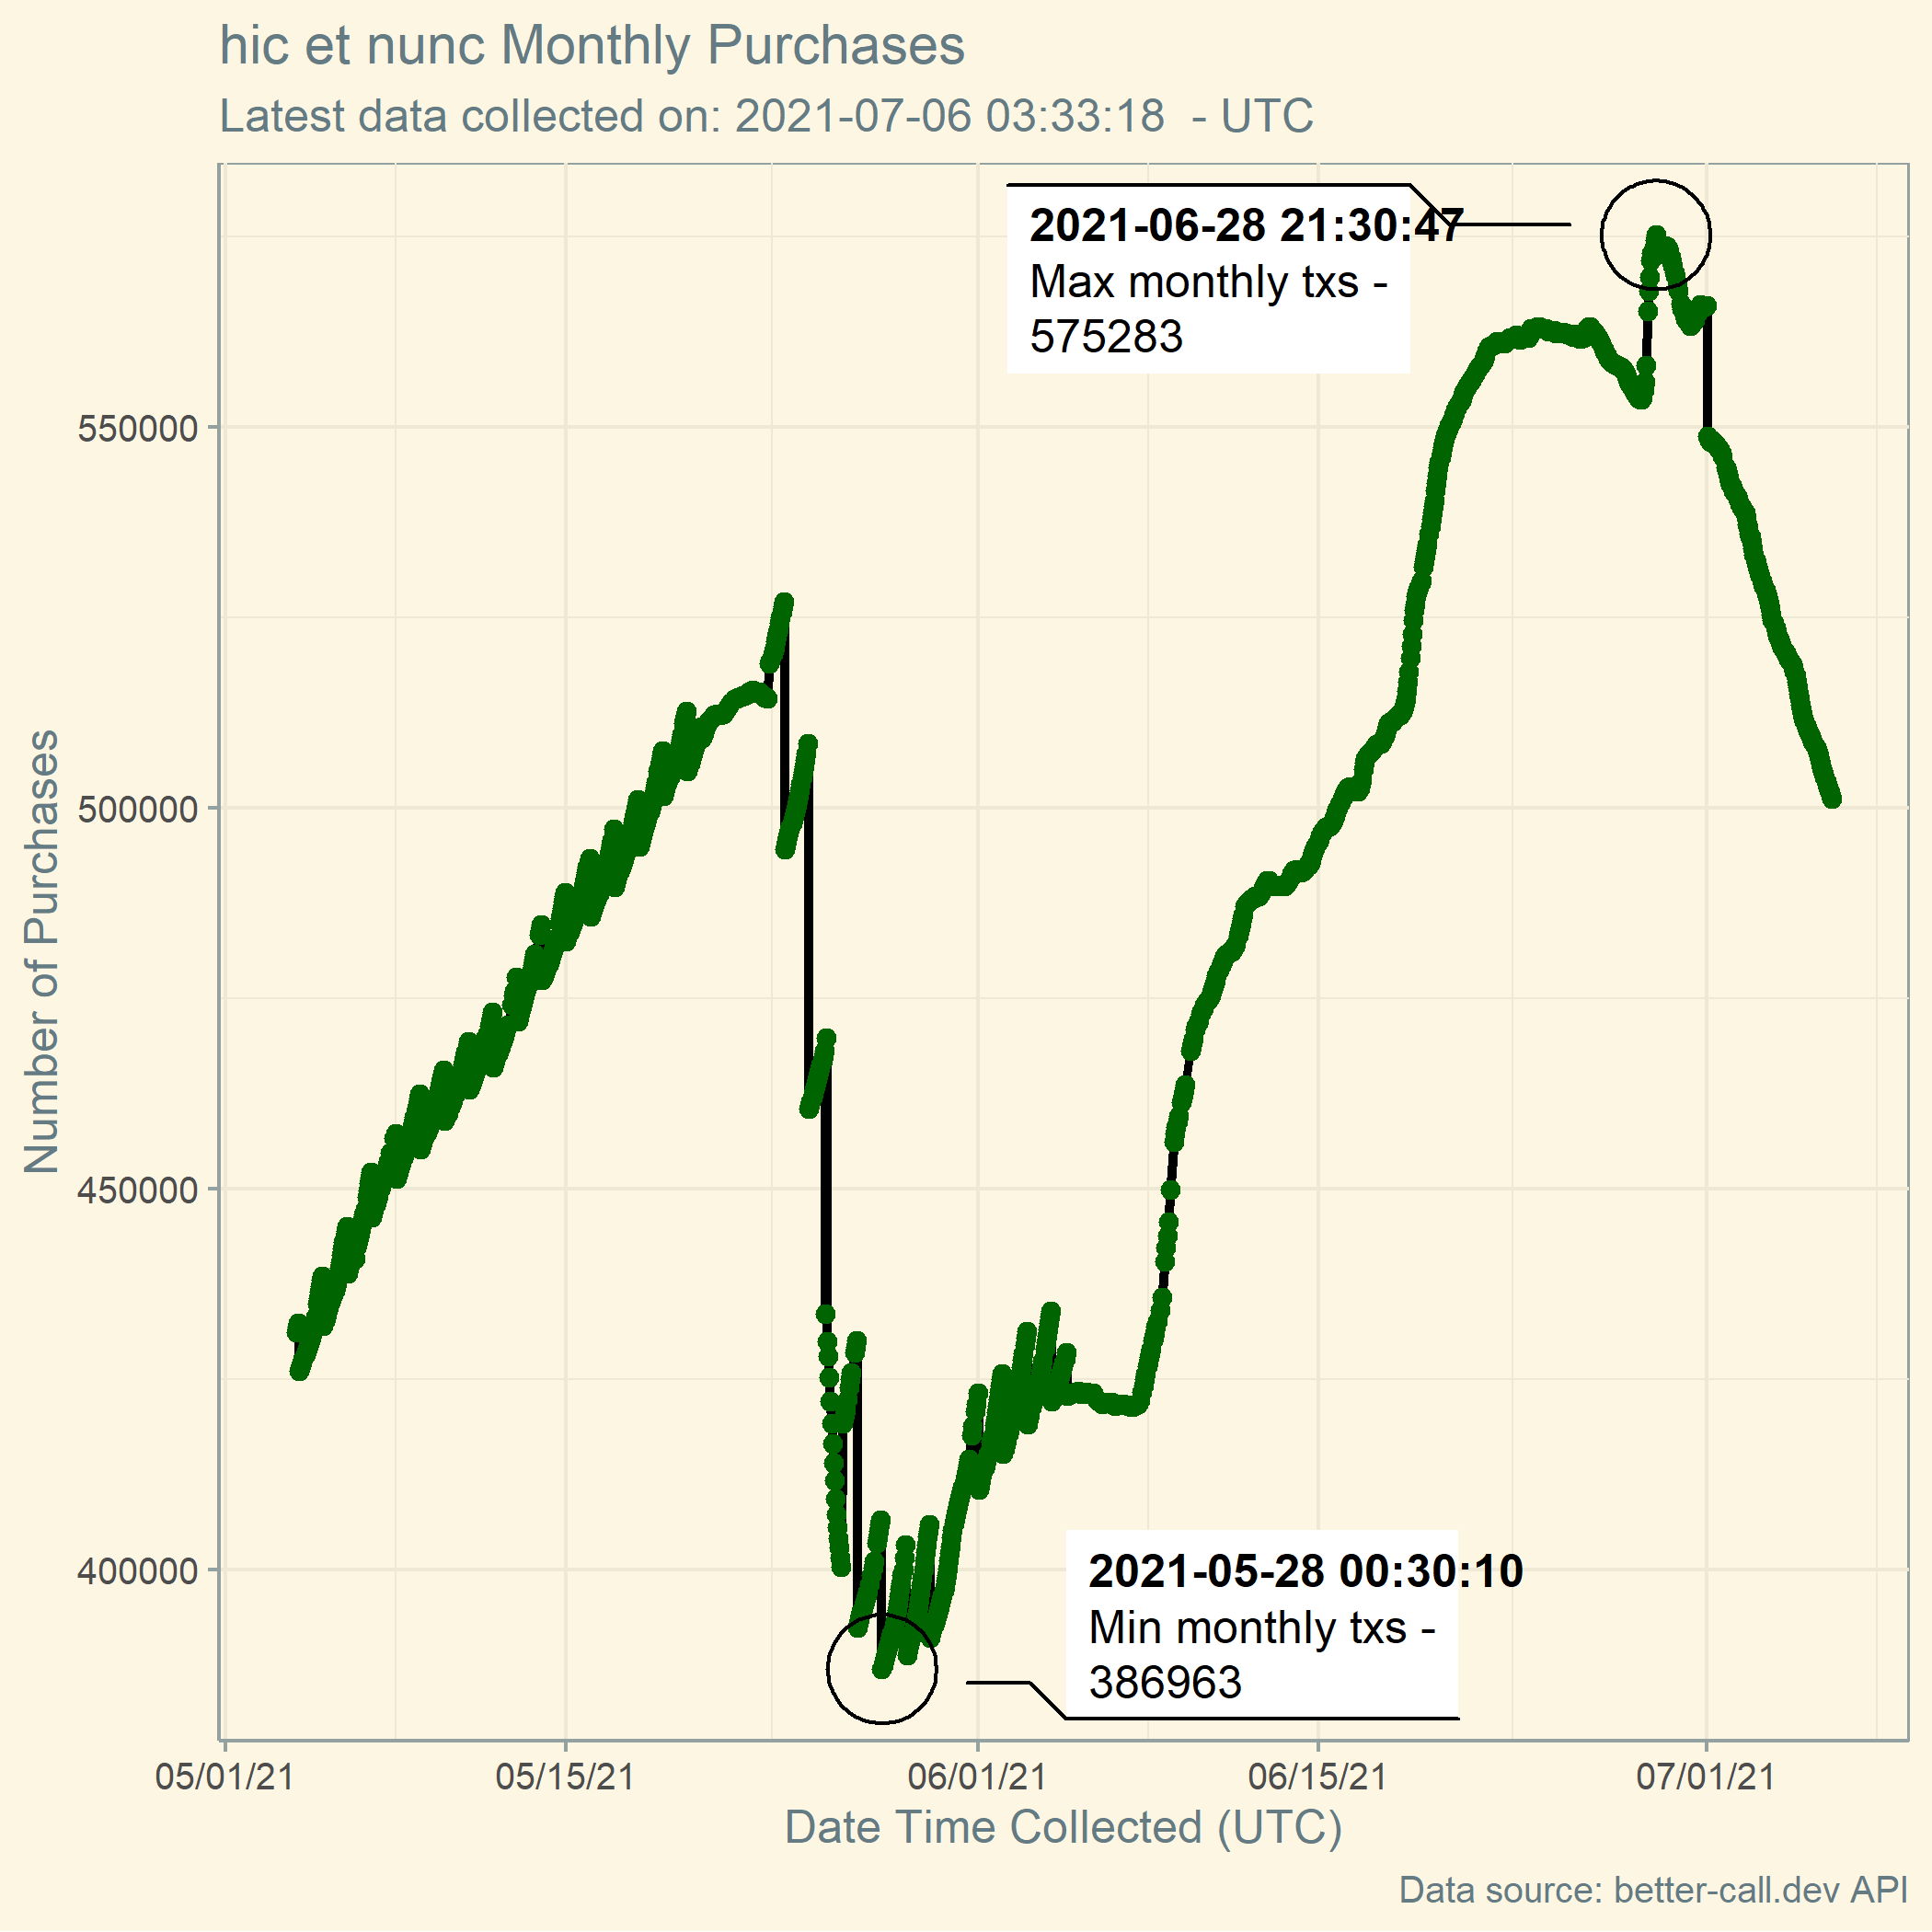 hic et nunc Monthly Purchases
Latest data collected on: 2021-07-06 03:33:18 - UTC
2021-06-28 21:30:47
Max monthly txs -
575283
550000
500000
450000
400000
Number of Purchases
2021-05-28 00:30:10
Min monthly txs -
386963
05/01/21 05/15/21 06/01/21 06/15/21 07/01/21
Date Time Collected (UTC)
Data source: better-call.dev API